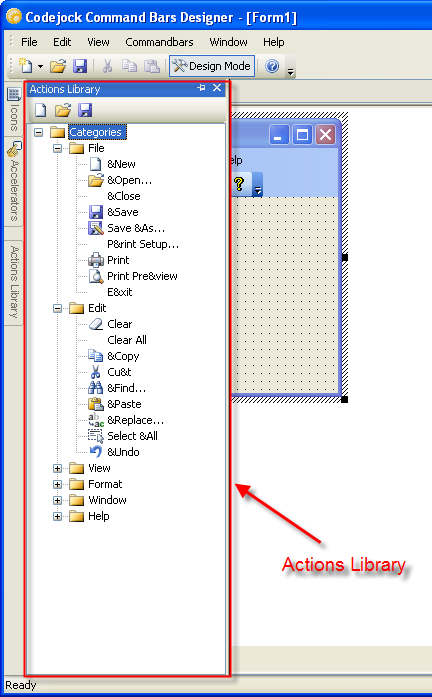 Codejock Command Bars Designer - [Form1]
File Edit View Commandbars Window Help
Design Mode
Actions Library
Icons
Accelerators
Actions Library
Categories
File
&New
&Open...
&Close
&Save
Save &As...
P&rint Setup...
Print
Print Pre&view
E&xit
Edit
Clear
Clear All
&Copy
Cu&t
&Find...
&Paste
&Replace...
Select &All
&Undo
View
Format
Window
Help
elp
Actions Library
Ready